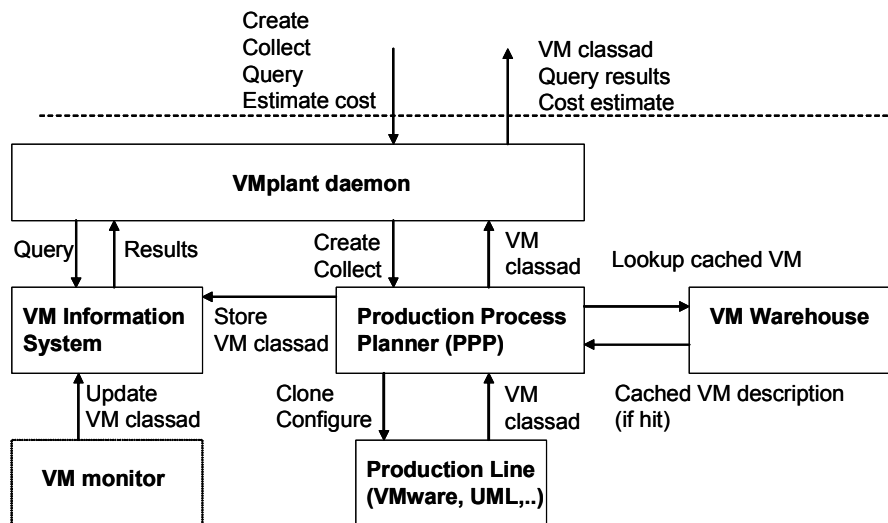 Create
Collect
Query
Estimate cost
VM classad
Query results
Cost estimate
VMplant daemon
Query
Results
Create
Collect
VM
classad
Lookup cached VM
VM Information
System
Store
VM classad
Production Process
Planner (PPP)
VM Warehouse
Update
VM classad
Clone
Configure
VM
classad
Cached VM description
(if hit)
VM monitor
Production Line
(VMware, UML,..)